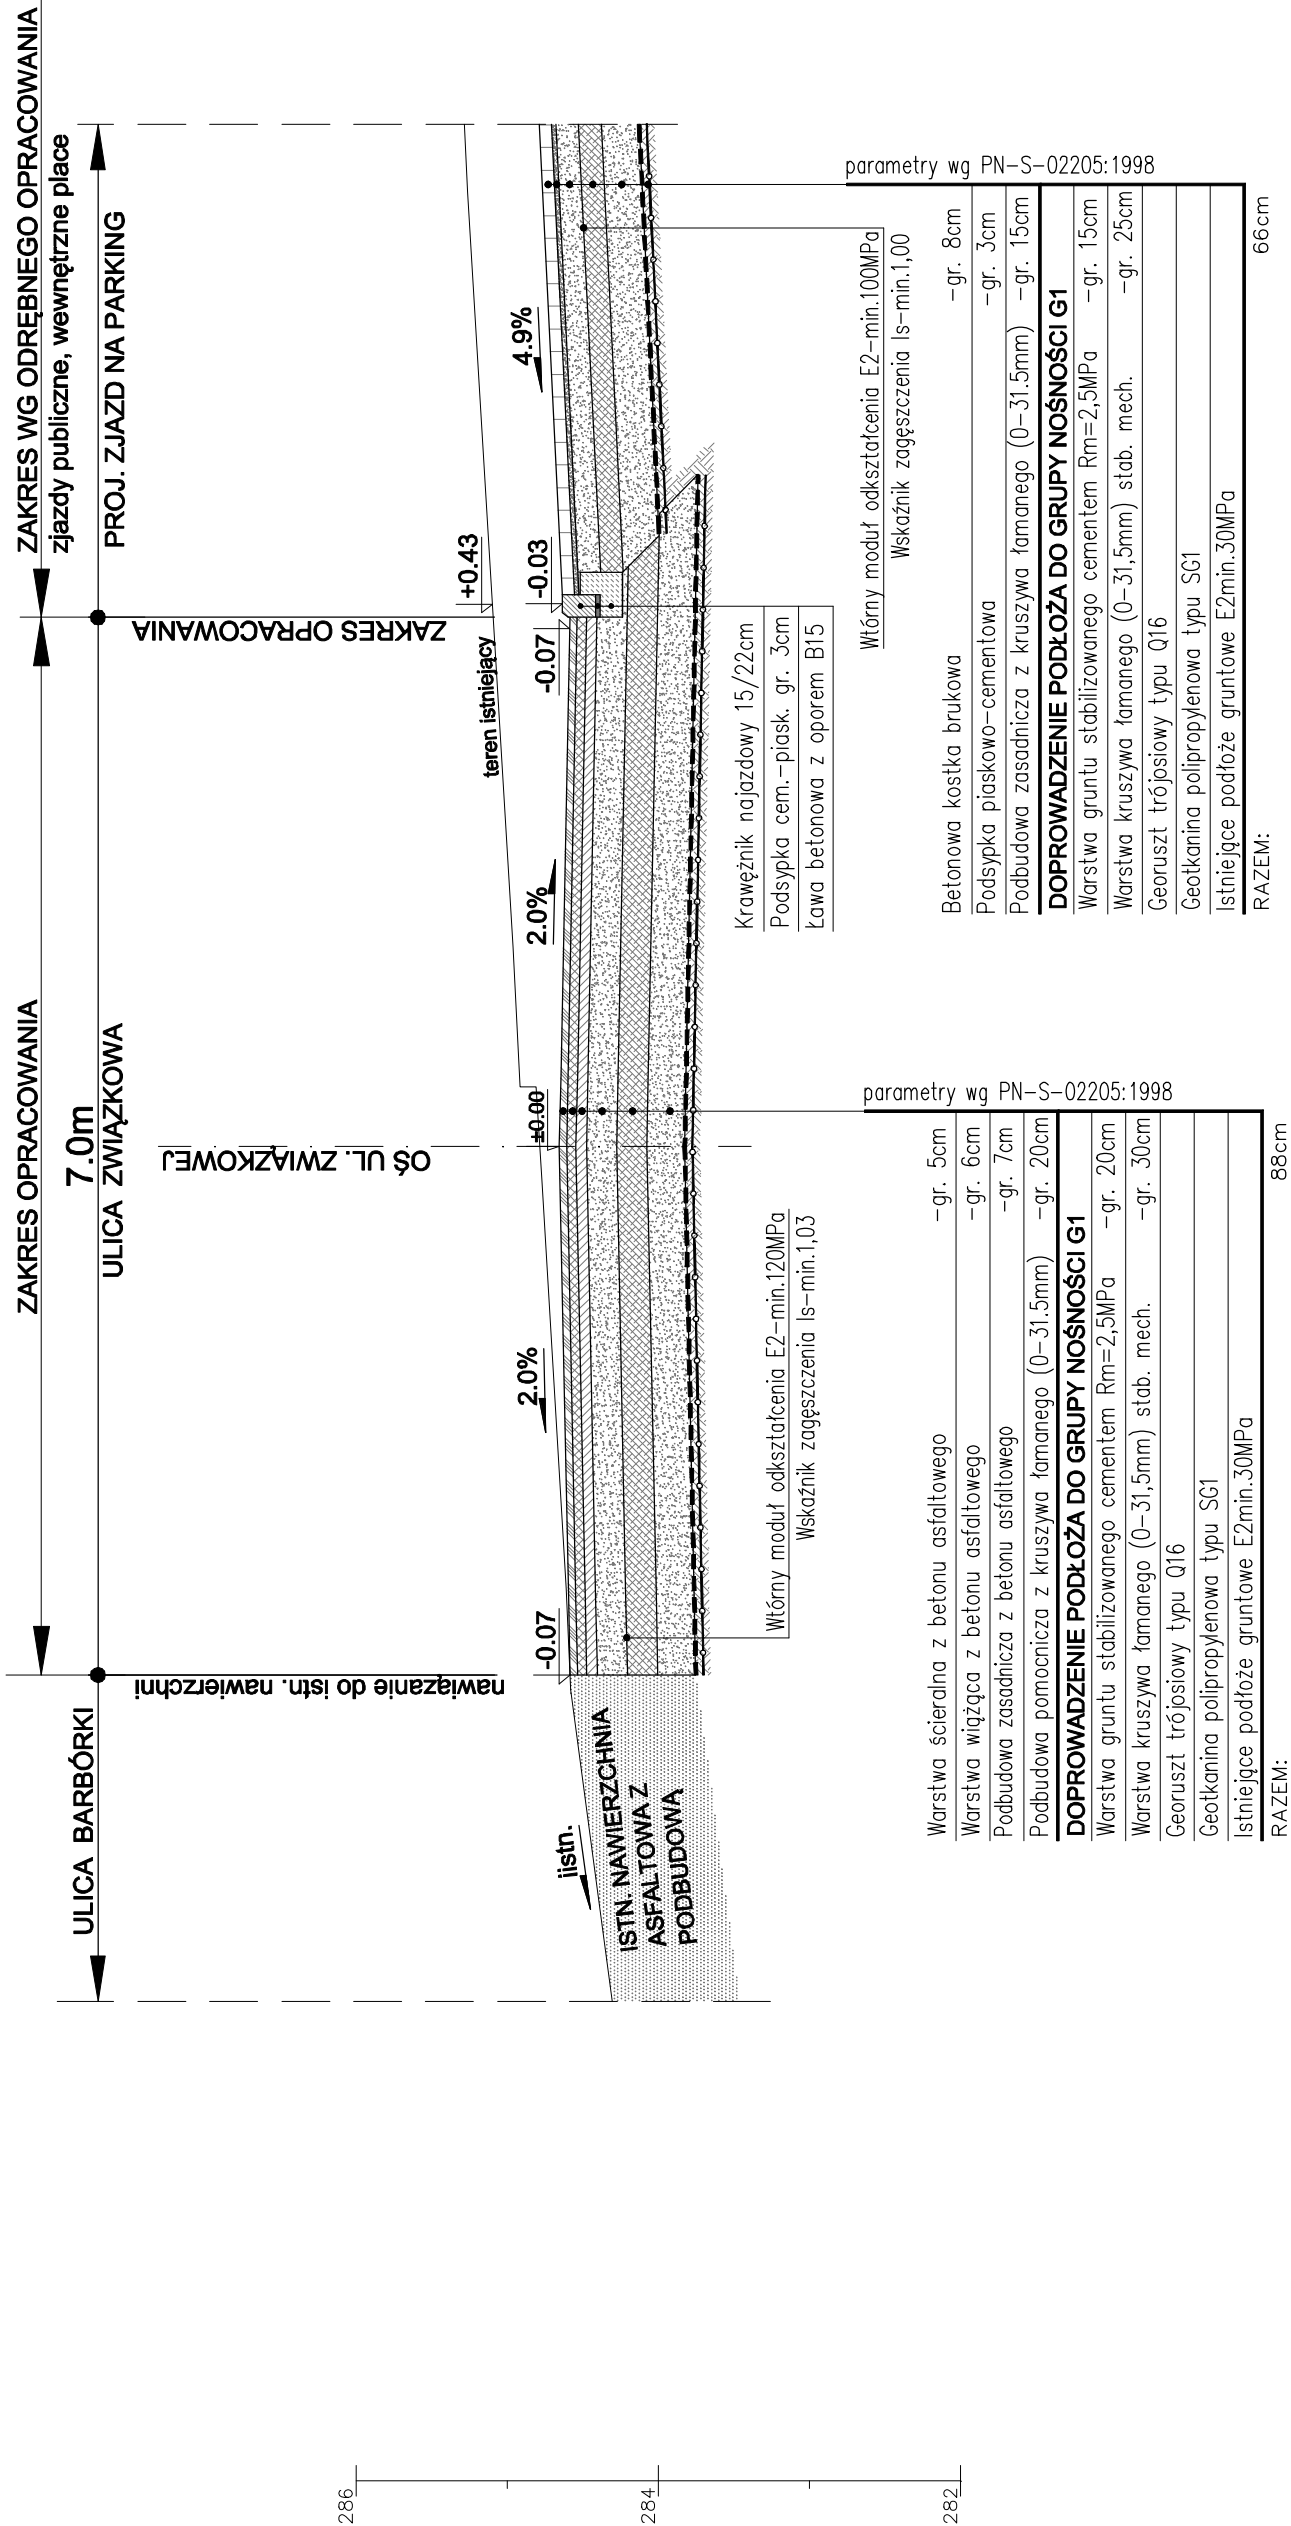 ZAKRES OPRACOWANIA
ZAKRES WG ODRĘBNEGO OPRACOWANIA
zjazdy publiczne, wewnętrzne place
ULICA BARBÓRKI
7.0m
ULICA ZWIĄZKOWA
PROJ. ZJAZD NA PARKING
nawiązanie do istn. nawierzchni
OŚ UL. ZWIĄZKOWEJ
ZAKRES OPRACOWANIA
teren istniejący
+0.43
-0.07
±0.00
-0.07
-0.03
2.0%
2.0%
4.9%
iistn.
ISTN. NAWIERZCHNIA
ASFALTOWA Z
PODBUDOWĄ
286
284
282
Wtórny moduł odkształcenia E2-min.120MPa
Wskaźnik zagęszczenia Is-min.1,03
Krawężnik najazdowy 15/22cm
Podsypka cem.-piask. gr. 3cm
Ława betonowa z oporem B15
Wtórny moduł odkształcenia E2-min.100MPa
Wskaźnik zagęszczenia Is-min.1,00
parametry wg PN-S-02205:1998
Warstwa ścieralna z betonu asfaltowego -gr. 5cm
Warstwa wiążąca z betonu asfaltowego -gr. 6cm
Podbudowa zasadnicza z betonu asfaltowego -gr. 7cm
Podbudowa pomocnicza z kruszywa łamanego (0-31.5mm) -gr. 20cm
DOPROWADZENIE PODŁOŻA DO GRUPY NOŚNOŚCI G1
Warstwa gruntu stabilizowanego cementem Rm=2,5MPa -gr. 20cm
Warstwa kruszywa łamanego (0-31,5mm) stab. mech. -gr. 30cm
Georuszt trójosiowy typu Q16
Geotkanina polipropylenowa typu SG1
Istniejące podłoże gruntowe E2min.30MPa
RAZEM: 88cm
parametry wg PN-S-02205:1998
Betonowa kostka brukowa -gr. 8cm
Podsypka piaskowo-cementowa -gr. 3cm
Podbudowa zasadnicza z kruszywa łamanego (0-31.5mm) -gr. 15cm
DOPROWADZENIE PODŁOŻA DO GRUPY NOŚNOŚCI G1
Warstwa gruntu stabilizowanego cementem Rm=2,5MPa -gr. 15cm
Warstwa kruszywa łamanego (0-31,5mm) stab. mech. -gr. 25cm
Georuszt trójosiowy typu Q16
Geotkanina polipropylenowa typu SG1
Istniejące podłoże gruntowe E2min.30MPa
RAZEM: 66cm